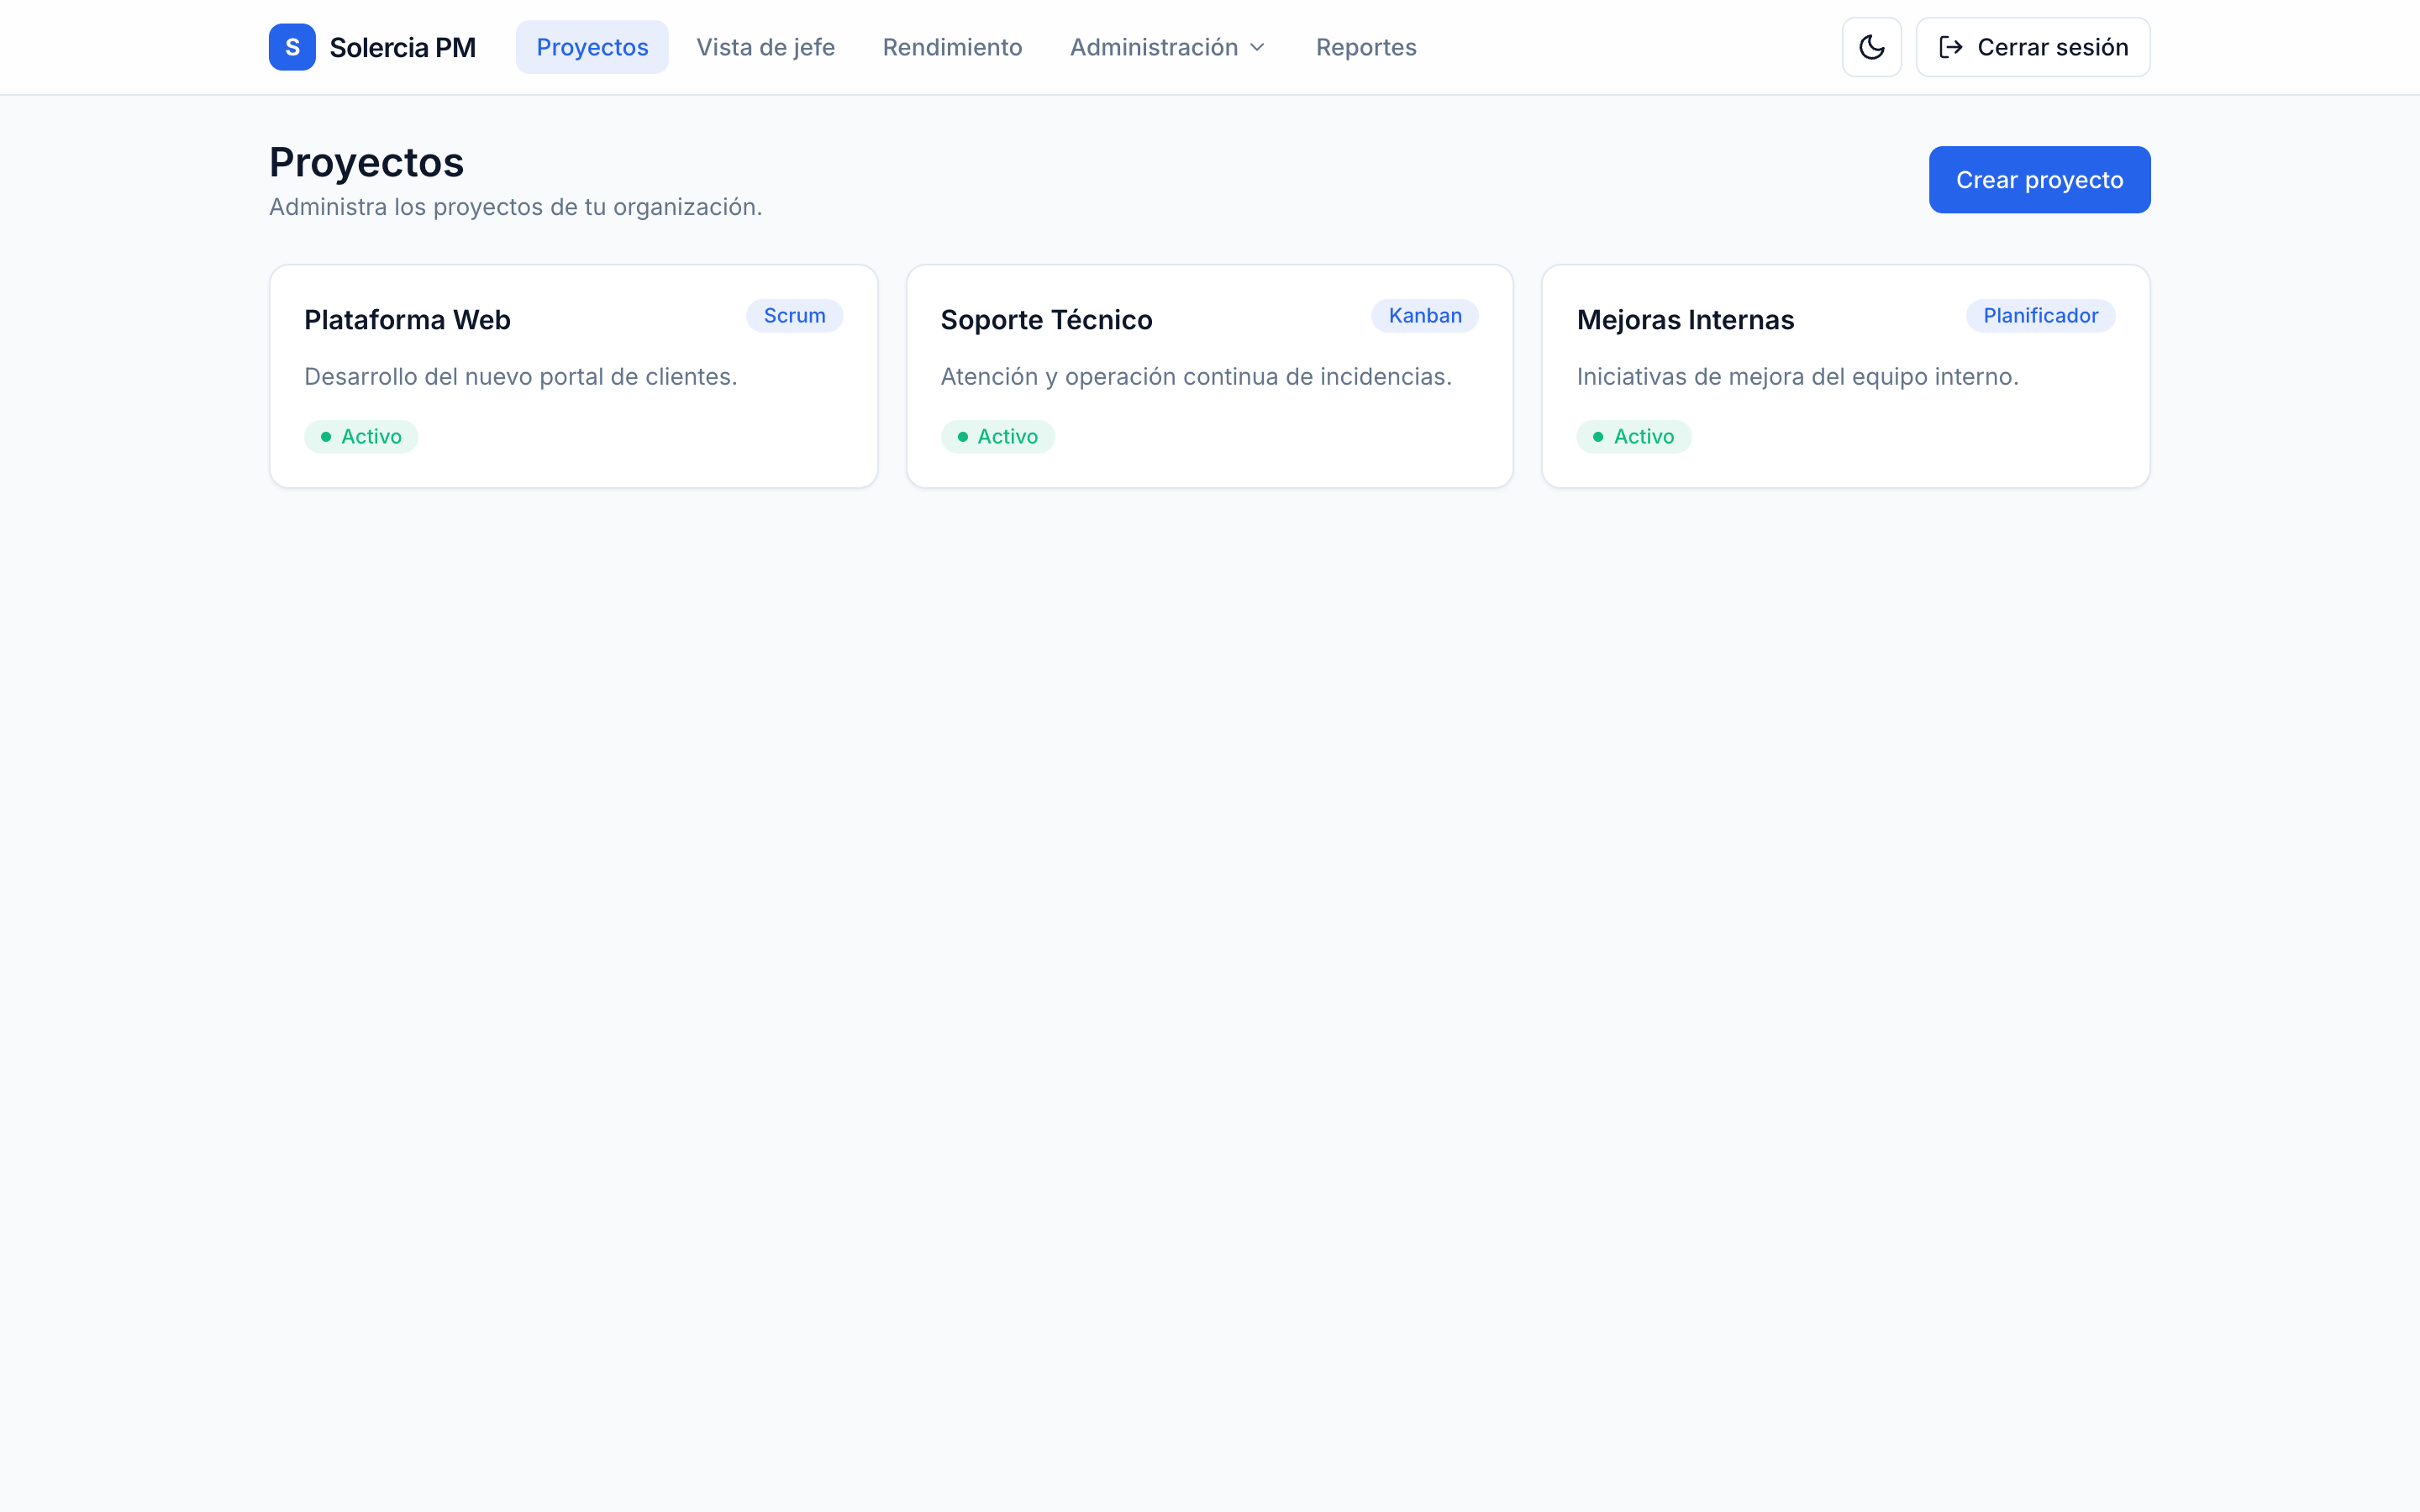 S Solercia PM Proyectos Vista de jefe Rendimiento Administración Reportes Cerrar sesión
Proyectos
Administra los proyectos de tu organización.
Crear proyecto
Plataforma Web Scrum
Desarrollo del nuevo portal de clientes.
Activo
Soporte Técnico Kanban
Atención y operación continua de incidencias.
Activo
Mejoras Internas Planificador
Iniciativas de mejora del equipo interno.
Activo